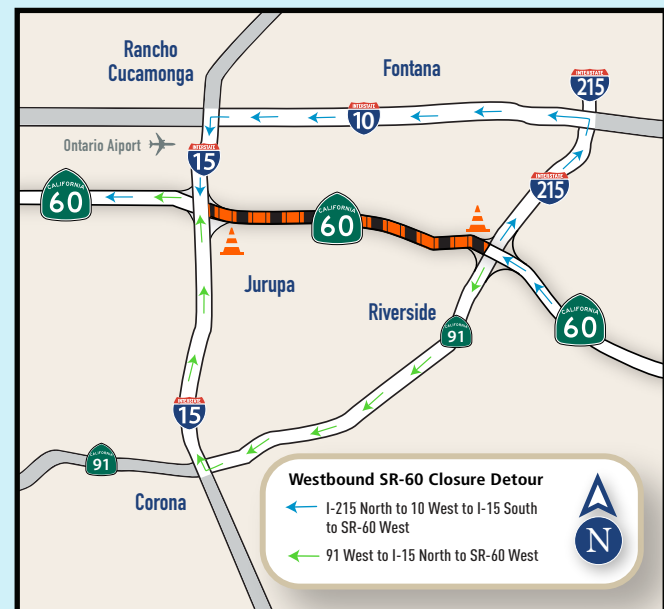 Rancho
Cucamonga
Fontana
INTERSTATE
215
INTERSTATE
10
Ontario Aiport
INTERSTATE
15
INTERSTATE
215
CALIFORNIA
60
CALIFORNIA
60
Jurupa
Riverside
CALIFORNIA
60
CALIFORNIA
91
INTERSTATE
15
CALIFORNIA
91
Corona
Westbound SR-60 Closure Detour
I-215 North to 10 West to I-15 South
to SR-60 West
91 West to I-15 North to SR-60 West
N